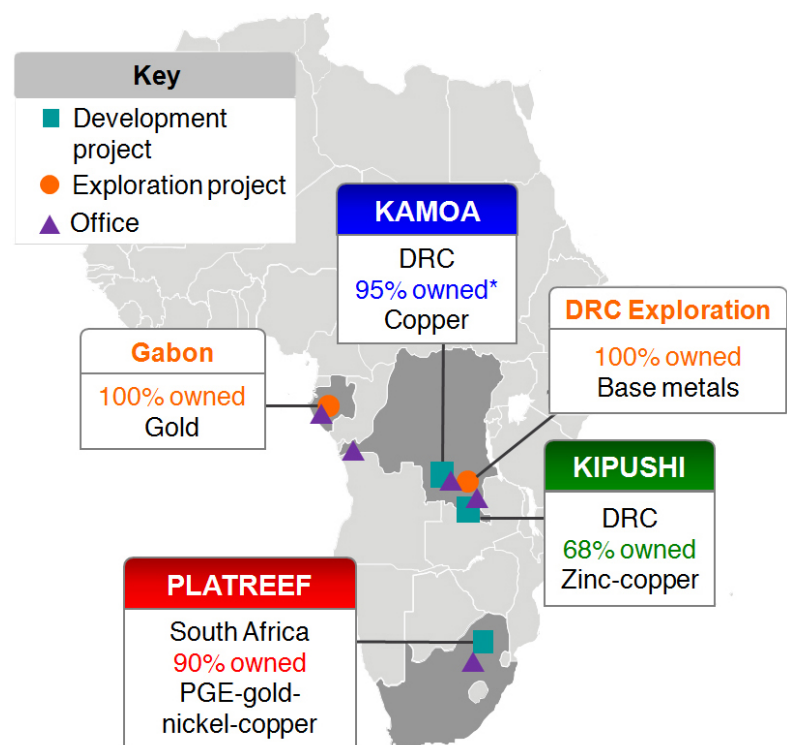 Key
Development
project
Exploration project
Office
KAMOA
DRC
95% owned*
Copper
DRC Exploration
100% owned
Base metals
Gabon
100% owned
Gold
KIPUSHI
DRC
68% owned
Zinc-copper
PLATREEF
South Africa
90% owned
PGE-gold-
nickel-copper